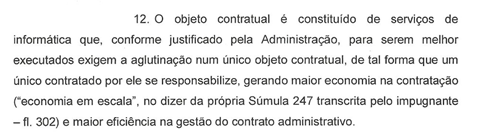 12. O objeto contratual é constituído de serviços de
informática que, conforme justificado pela Administração, para serem melhor
executados exigem a aglutinação num único objeto contratual, de tal forma que um
único contratado por ele se responsabilize, gerando maior economia na contratação
("economia em escala", no dizer da própria Súmula 247 transcrita pelo impugnante
– fl. 302) e maior eficiência na gestão do contrato administrativo.